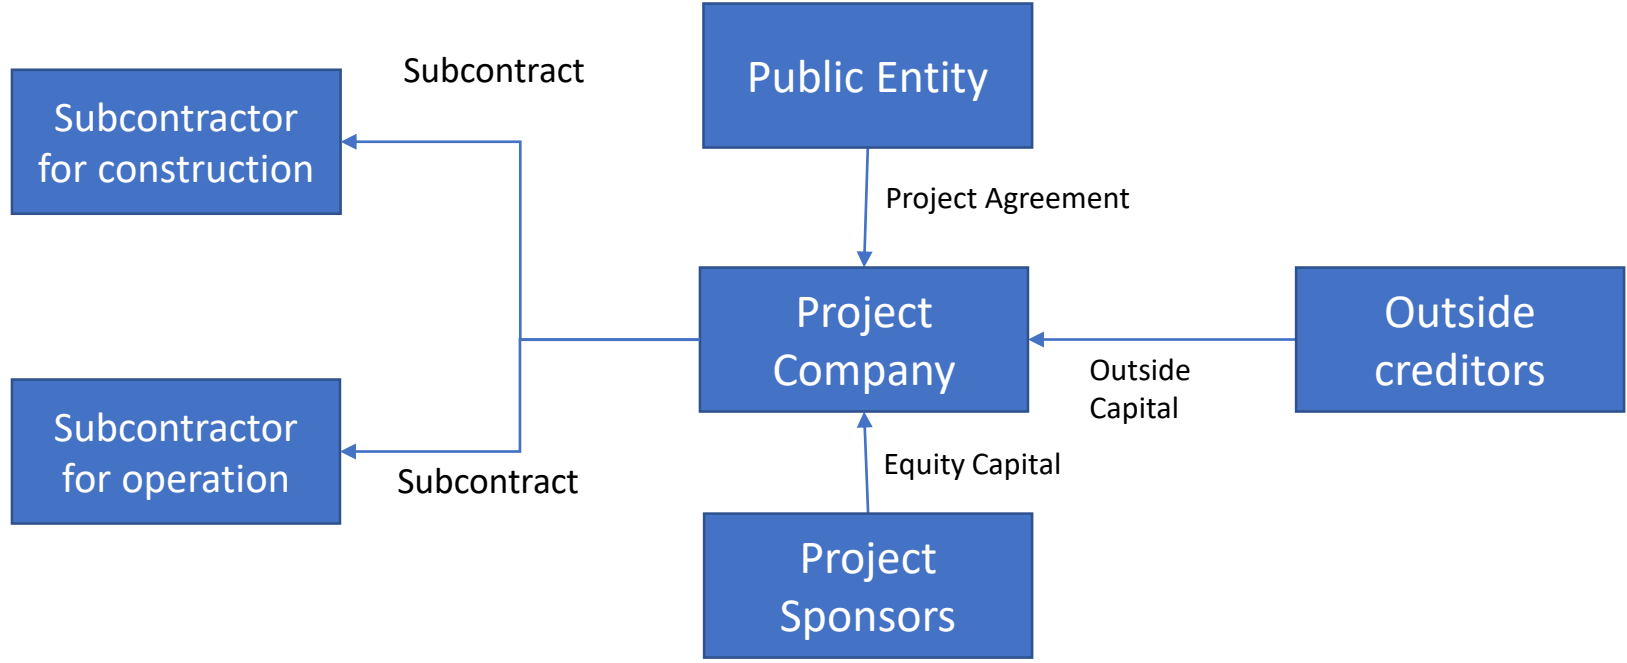 Subcontract
Public Entity
Subcontractor
for construction
Project Agreement
Project
Company
Outside
creditors
Outside
Capital
Subcontractor
for operation
Subcontract
Equity Capital
Project
Sponsors